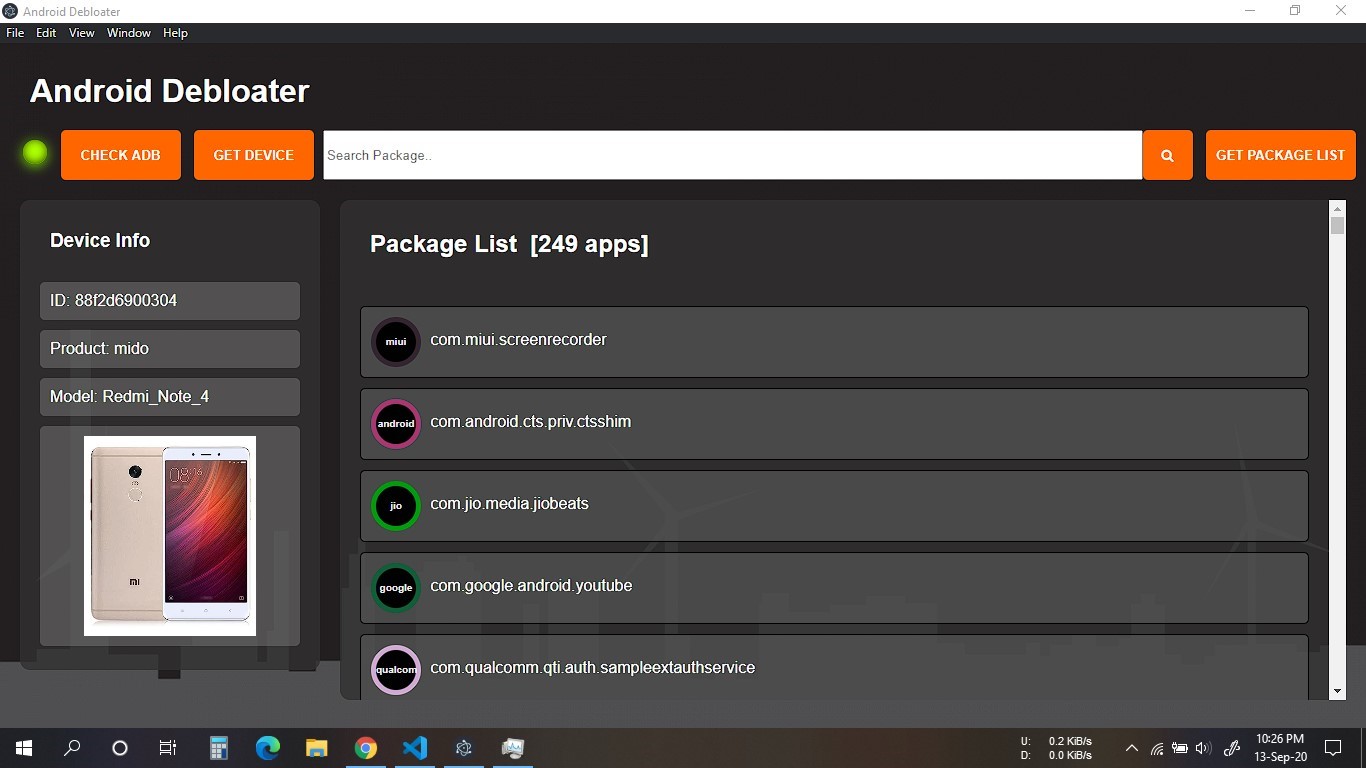 Android Debloater
File Edit View Window Help
Android Debloater
CHECK ADB GET DEVICE Search Package.. GET PACKAGE LIST
Device Info
ID: 88f2d6900304
Product: mido
Model: Redmi_Note_4
08:16
mi
Package List [249 apps]
miui com.miui.screenrecorder
android com.android.cts.priv.ctsshim
jio com.jio.media.jiobeats
google com.google.android.youtube
qualcom com.qualcomm.qti.auth.sampleextauthservice
U: 0.2 KiB/s
D: 0.0 KiB/s
10:26 PM
13-Sep-20